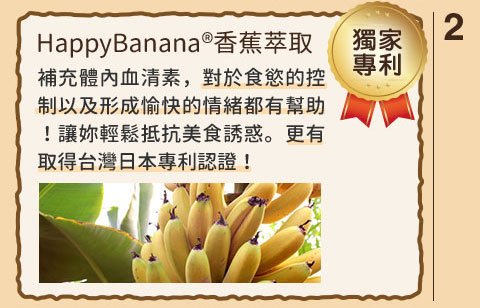 HappyBanana®香蕉萃取
獨家
專利
2
補充體內血清素，對於食慾的控
制以及形成愉快的情緒都有幫助
！讓妳輕鬆抵抗美食誘惑。更有
取得台灣日本專利認證！